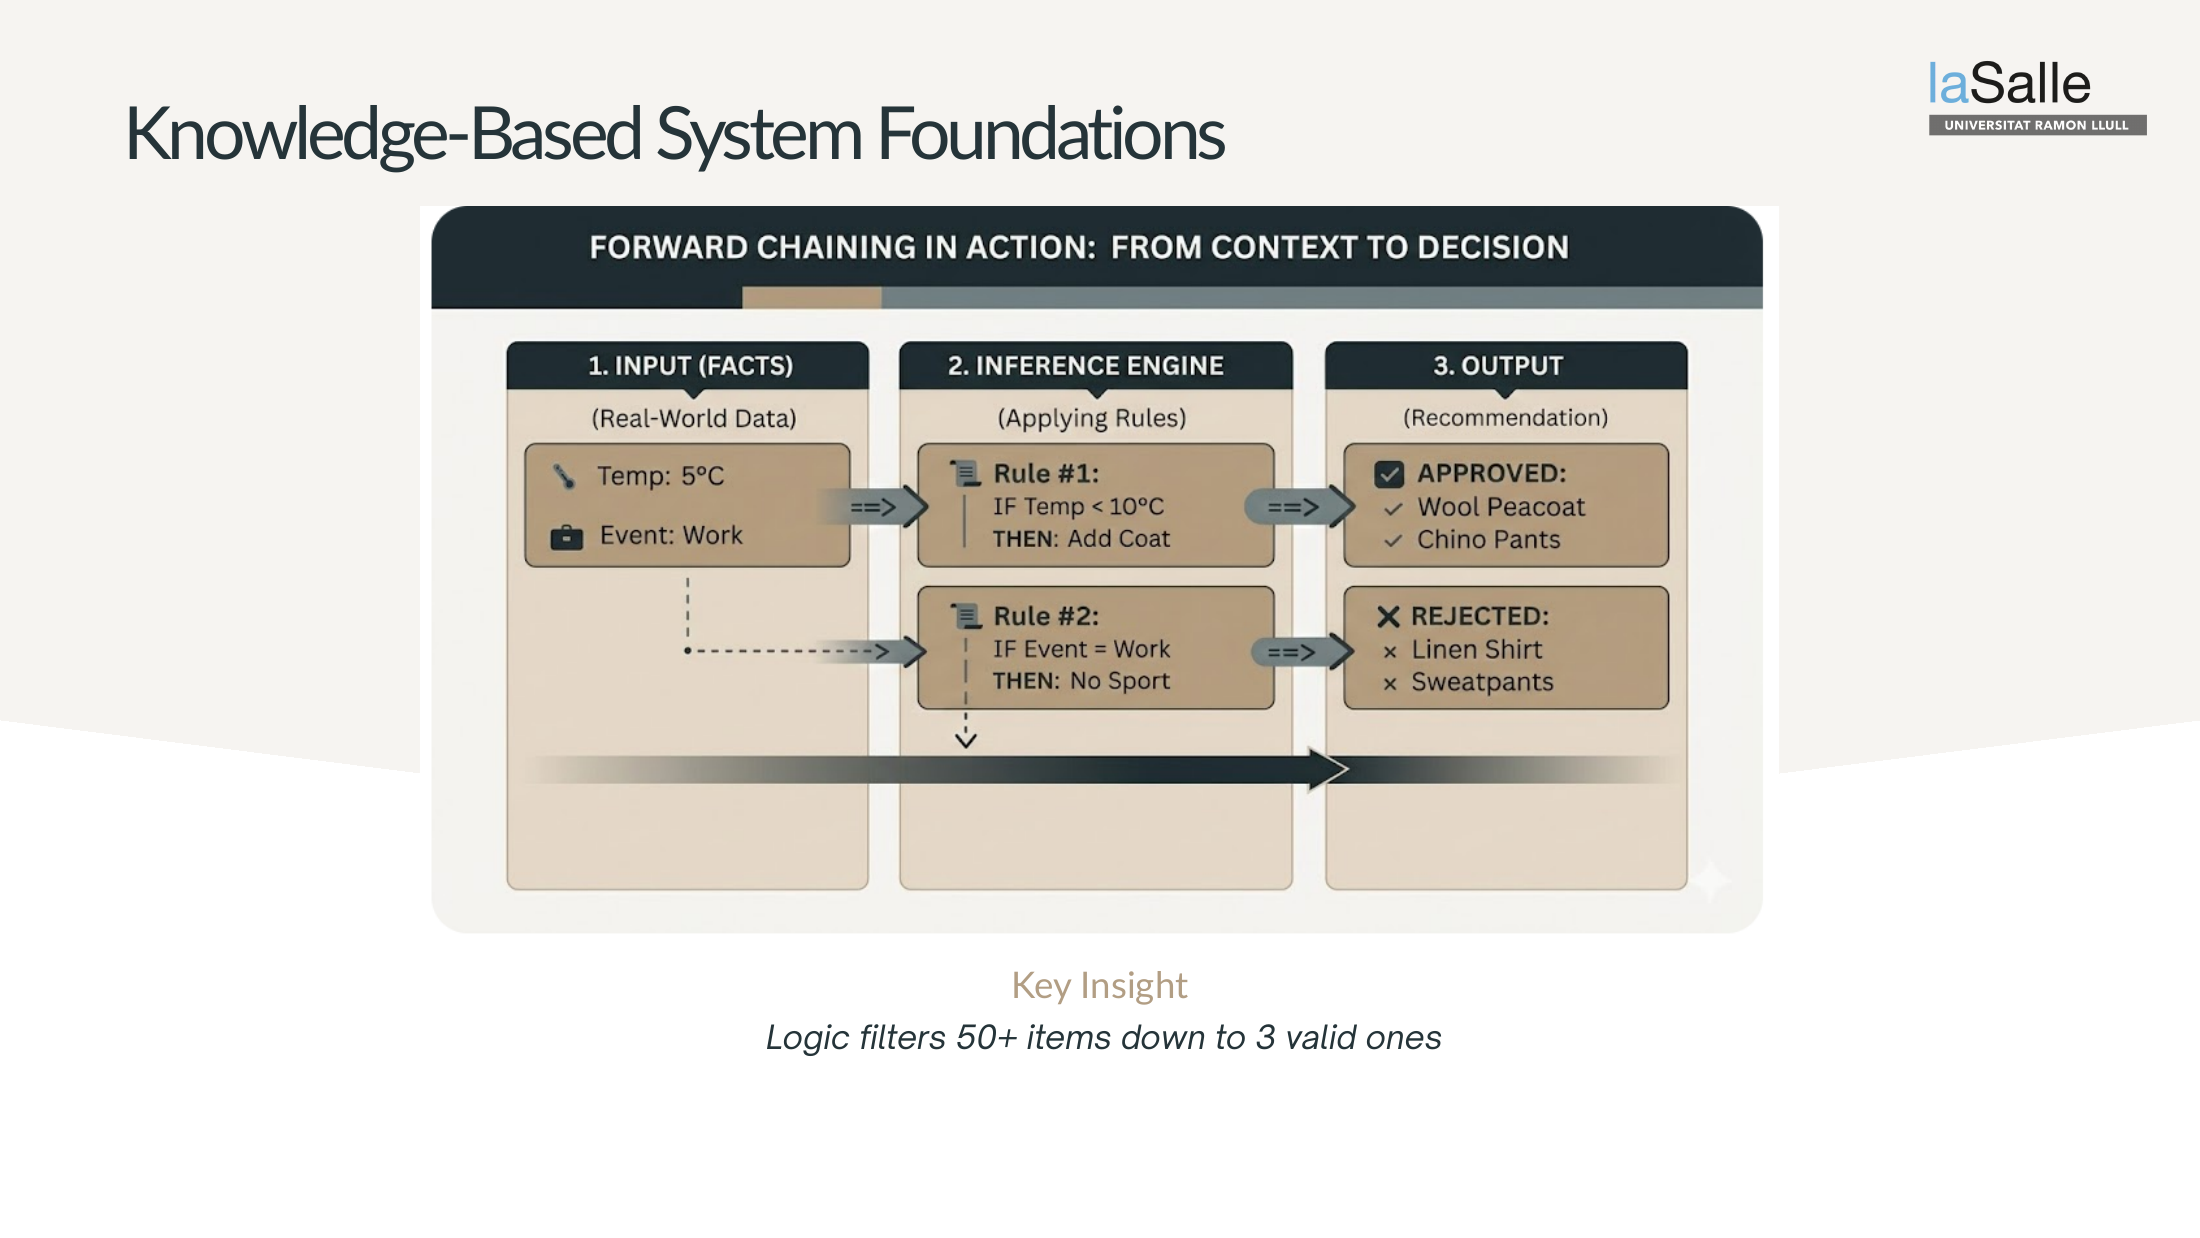 Knowledge-Based System Foundations
laSalle
UNIVERSITAT RAMON LLULL
FORWARD CHAINING IN ACTION: FROM CONTEXT TO DECISION
1. INPUT (FACTS)
(Real-World Data)
Temp: 5°C
Event: Work
==>
2. INFERENCE ENGINE
(Applying Rules)
Rule #1:
IF Temp < 10°C
THEN: Add Coat
==>
Rule #2:
IF Event = Work
THEN: No Sport
==>
3. OUTPUT
(Recommendation)
APPROVED:
Wool Peacoat
Chino Pants
REJECTED:
Linen Shirt
Sweatpants
Key Insight
Logic filters 50+ items down to 3 valid ones